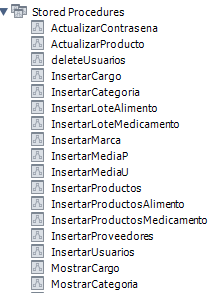 Stored Procedures
ActualizarContrasena
ActualizarProducto
deleteUsuarios
InsertarCargo
InsertarCategoria
InsertarLoteAlimento
InsertarLoteMedicamento
InsertarMarca
InsertarMediaP
InsertarMediaU
InsertarProductos
InsertarProductosAlimento
InsertarProductosMedicamento
InsertarProveedores
InsertarUsuarios
MostrarCargo
MostrarCategoria